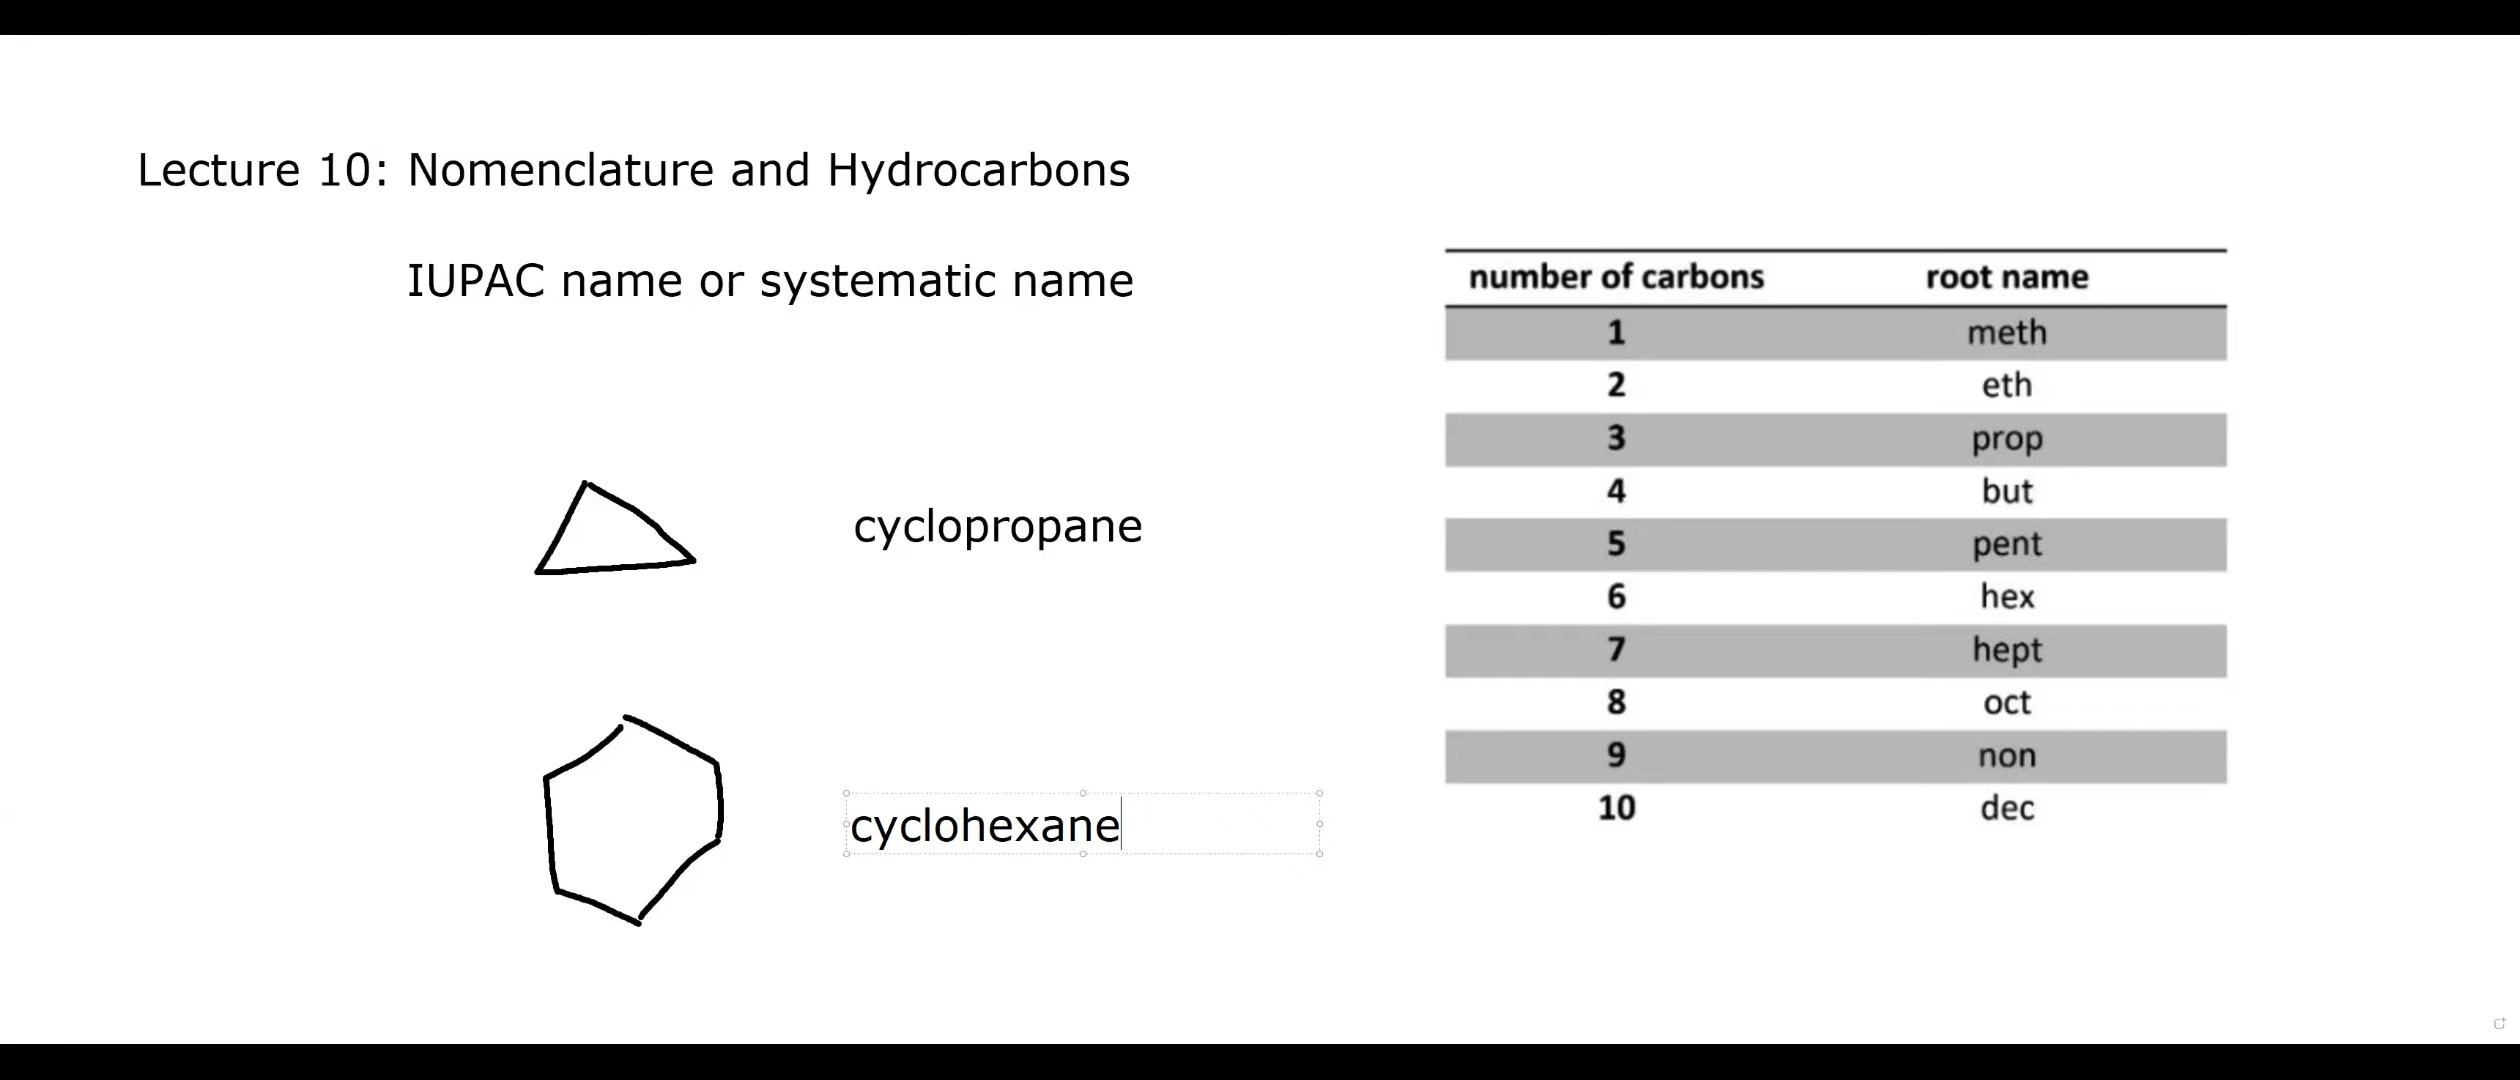 Lecture 10: Nomenclature and Hydrocarbons
IUPAC name or systematic name
cyclopropane
cyclohexane
number of carbons root name
1 meth
2 eth
3 prop
4 but
5 pent
6 hex
7 hept
8 oct
9 non
10 dec